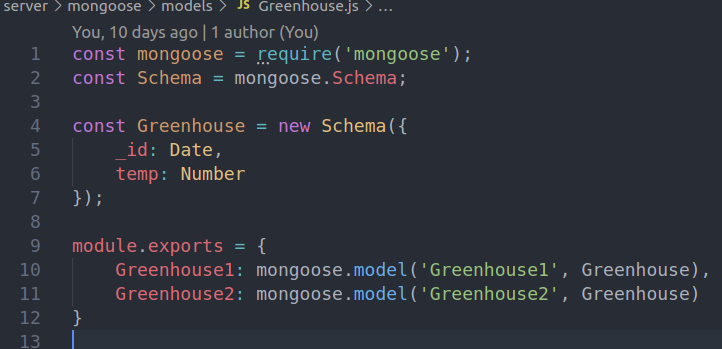 server > mongoose > models > JS Greenhouse.js > ...
You, 10 days ago | 1 author (You)
1 const mongoose = require('mongoose');
2 const Schema = mongoose.Schema;
3
4 const Greenhouse = new Schema({
5     _id: Date,
6     temp: Number
7 });
8
9 module.exports = {
10     Greenhouse1: mongoose.model('Greenhouse1', Greenhouse),
11     Greenhouse2: mongoose.model('Greenhouse2', Greenhouse)
12 }
13